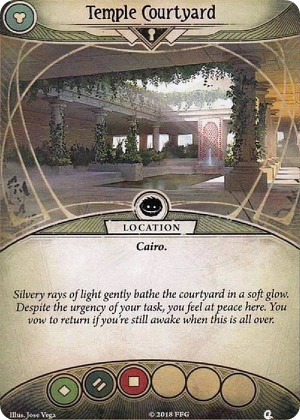 Temple Courtyard
LOCATION
Cairo.
Silvery rays of light gently bathe the courtyard in a soft glow.
Despite the urgency of your task, you feel at peace here. You
vow to return if you're still awake when this is all over.
Illus. Jose Vega
© 2018 FFG